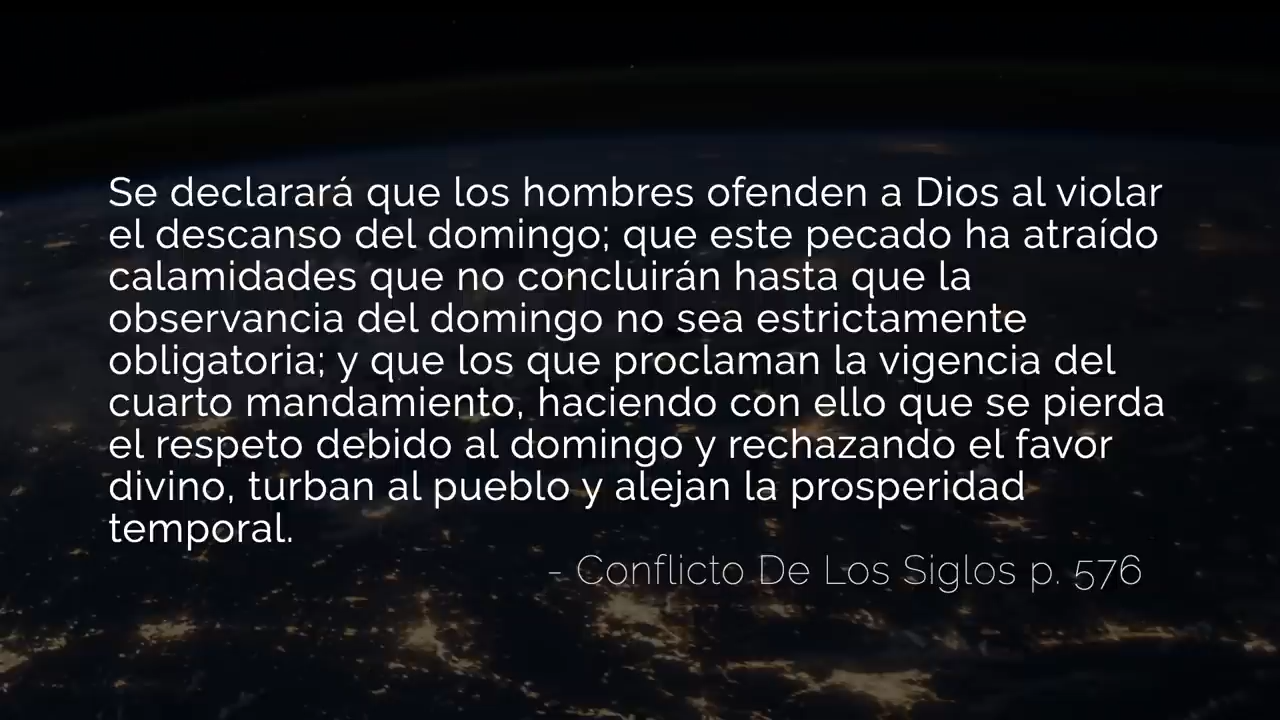 Se declarará que los hombres ofenden a Dios al violar
el descanso del domingo; que este pecado ha atraído
calamidades que no concluirán hasta que la
observancia del domingo no sea estrictamente
obligatoria; y que los que proclaman la vigencia del
cuarto mandamiento, haciendo con ello que se pierda
el respeto debido al domingo y rechazando el favor
divino, turban al pueblo y alejan la prosperidad
temporal.
- Conflicto De Los Siglos p. 576